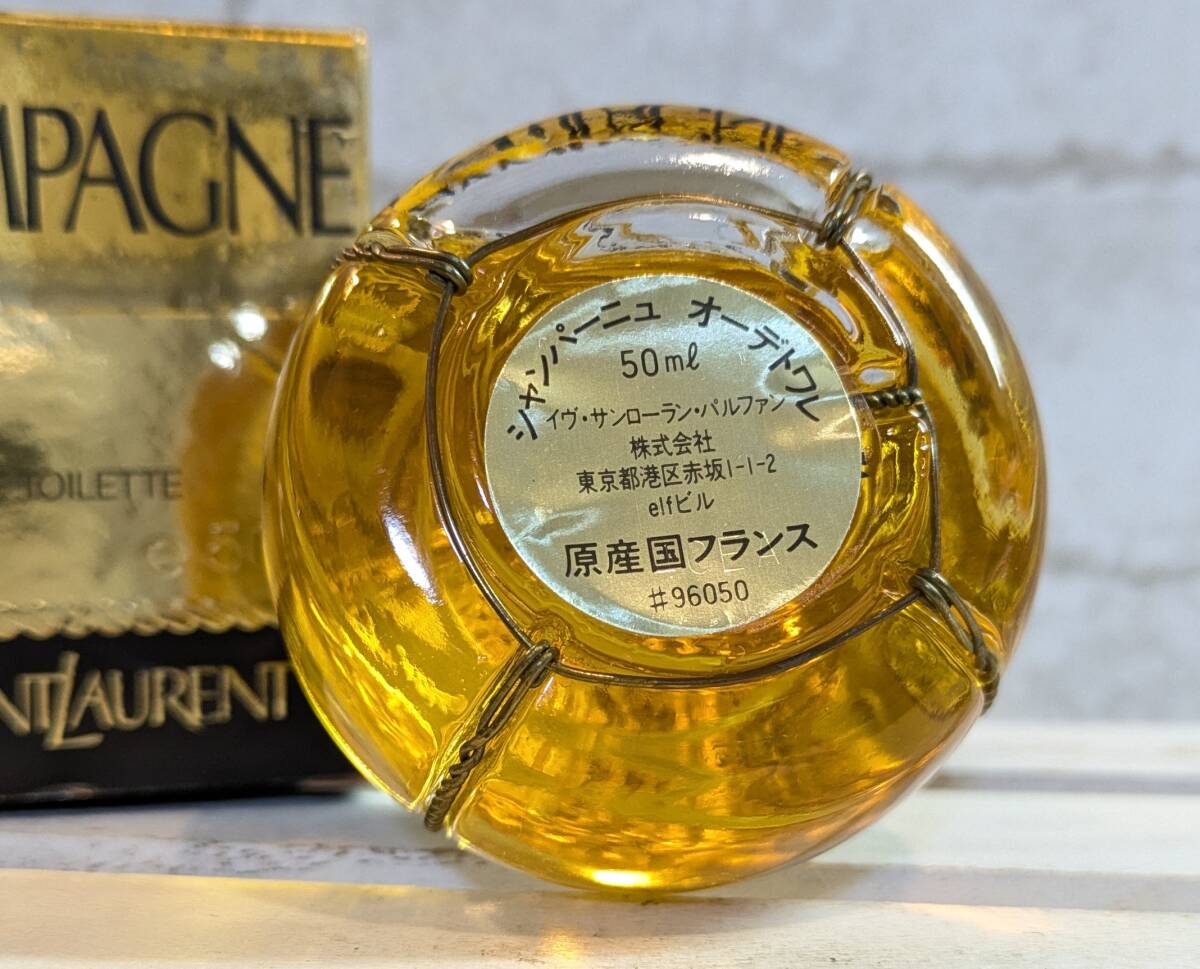 MPAGNE
TOILETTE
NTLAURENT
シャンパーニュ オーデトワレ
50ml
イヴ・サンローラン・パルファン
株式会社
東京都港区赤坂1-1-2
elfビル
原産国フランス
#96050